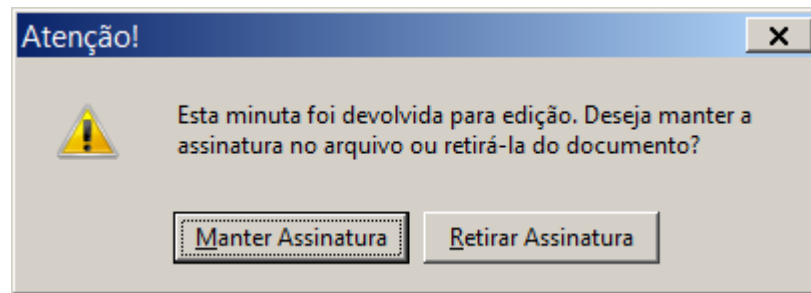 Atenção!
Esta minuta foi devolvida para edição. Deseja manter a
assinatura no arquivo ou retirá-la do documento?
Manter Assinatura
Retirar Assinatura